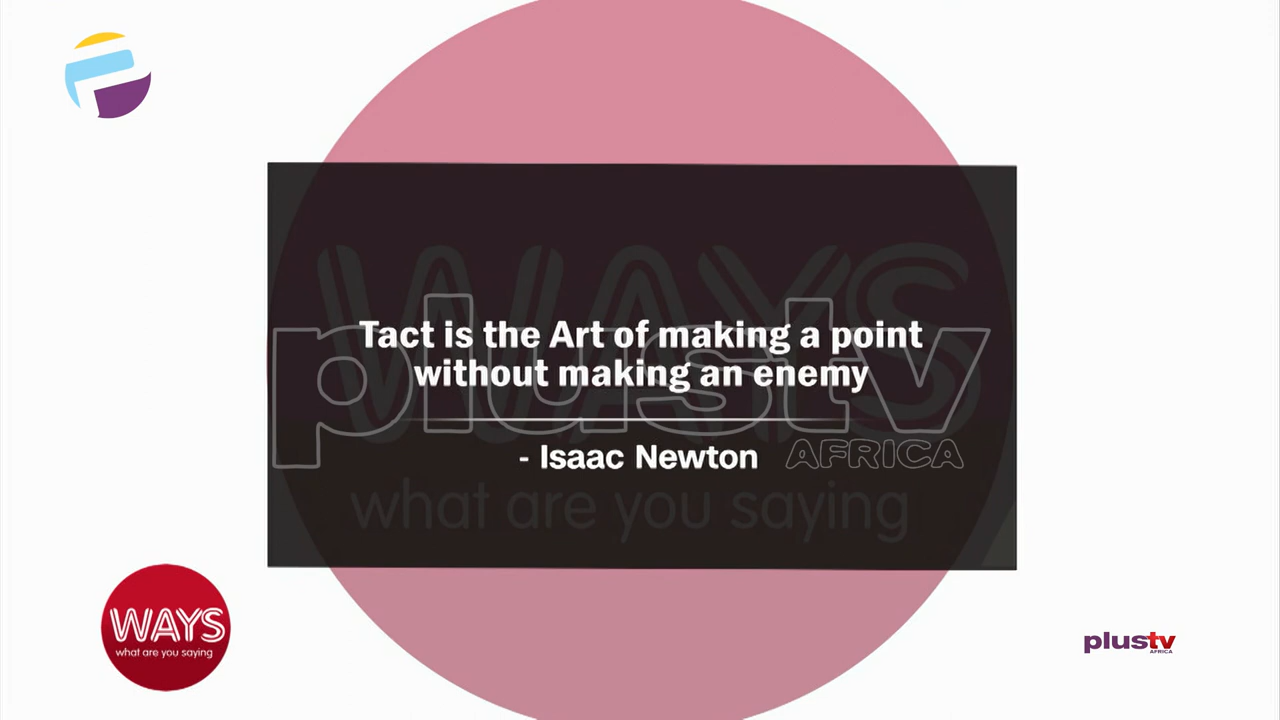 WAYS
plustv
Tact is the Art of making a point
without making an enemy
- Isaac Newton
AFRICA
what are you saying
WAYS
what are you saying
plustv
AFRICA